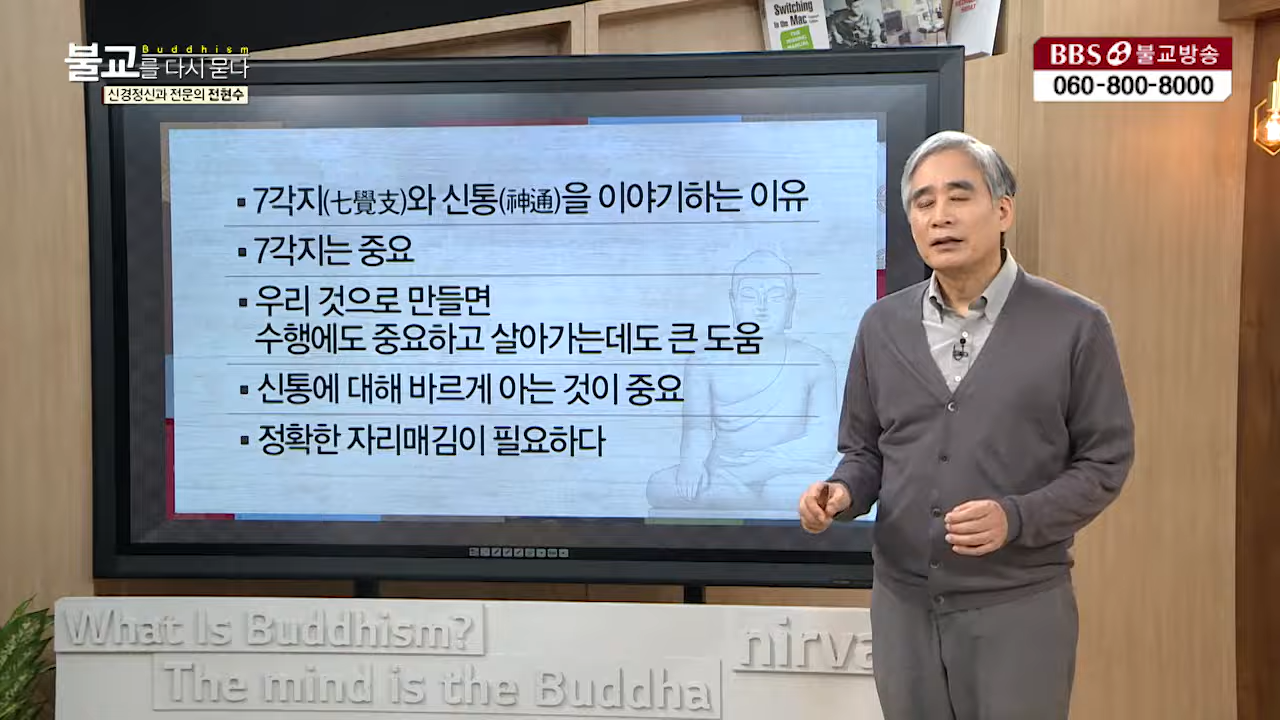 Buddhism
불교를 다시 묻다
신경정신과 전문의 전현수
Switching
to the Mac
BBS 불교방송
060-800-8000
▪ 7각지(七覺支)와 신통(神通)을 이야기하는 이유
▪ 7각지는 중요
▪ 우리 것으로 만들면
수행에도 중요하고 살아가는데도 큰 도움
▪ 신통에 대해 바르게 아는 것이 중요
▪ 정확한 자리매김이 필요하다
What Is Buddhism?
nirva
The mind is the Buddha